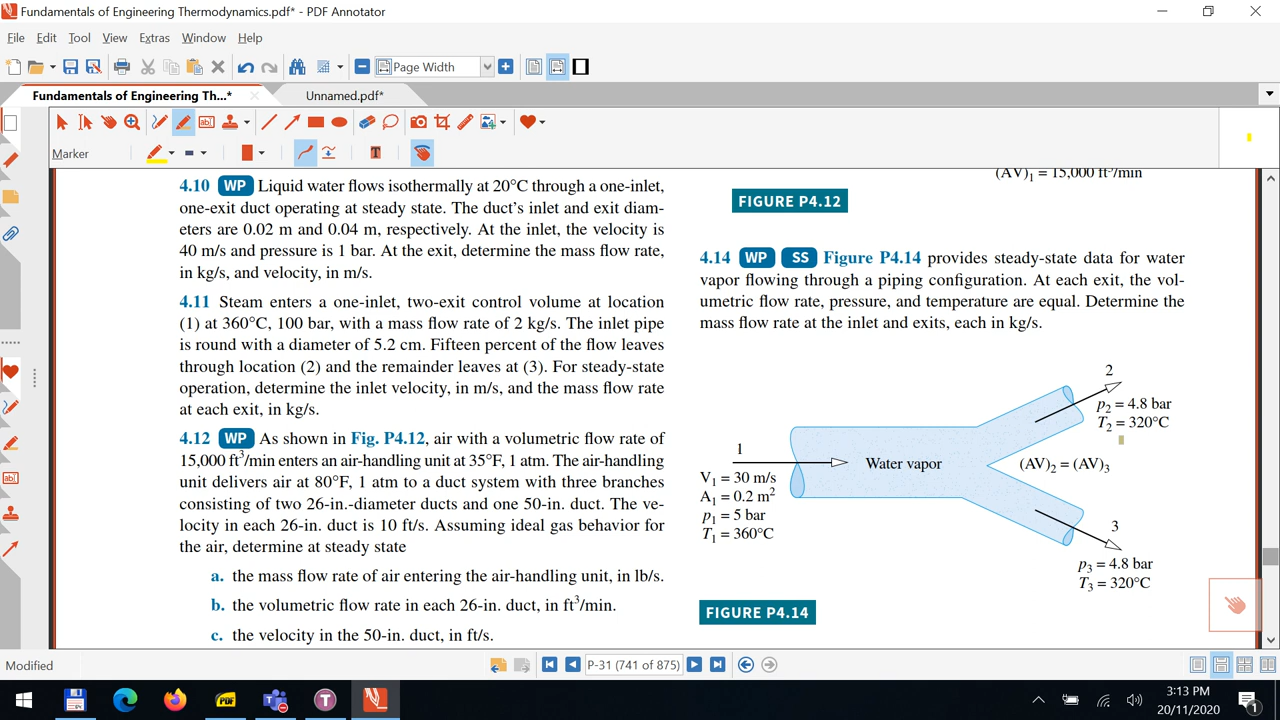 Fundamentals of Engineering Thermodynamics.pdf* - PDF Annotator
File Edit Tool View Extras Window Help
Page Width
Fundamentals of Engineering Th...*
Unnamed.pdf*
Marker
4.10 WP Liquid water flows isothermally at 20°C through a one-inlet,
one-exit duct operating at steady state. The duct's inlet and exit diam-
eters are 0.02 m and 0.04 m, respectively. At the inlet, the velocity is
40 m/s and pressure is 1 bar. At the exit, determine the mass flow rate,
in kg/s, and velocity, in m/s.
4.11 Steam enters a one-inlet, two-exit control volume at location
(1) at 360°C, 100 bar, with a mass flow rate of 2 kg/s. The inlet pipe
is round with a diameter of 5.2 cm. Fifteen percent of the flow leaves
through location (2) and the remainder leaves at (3). For steady-state
operation, determine the inlet velocity, in m/s, and the mass flow rate
at each exit, in kg/s.
4.12 WP As shown in Fig. P4.12, air with a volumetric flow rate of
15,000 ft³/min enters an air-handling unit at 35°F, 1 atm. The air-handling
unit delivers air at 80°F, 1 atm to a duct system with three branches
consisting of two 26-in.-diameter ducts and one 50-in. duct. The ve-
locity in each 26-in. duct is 10 ft/s. Assuming ideal gas behavior for
the air, determine at steady state
a. the mass flow rate of air entering the air-handling unit, in lb/s.
b. the volumetric flow rate in each 26-in. duct, in ft³/min.
c. the velocity in the 50-in. duct, in ft/s.
(AV)₁ = 15,000 ft³/min
FIGURE P4.12
4.14 WP SS Figure P4.14 provides steady-state data for water
vapor flowing through a piping configuration. At each exit, the vol-
umetric flow rate, pressure, and temperature are equal. Determine the
mass flow rate at the inlet and exits, each in kg/s.
2
p₂ = 4.8 bar
T₂ = 320°C
1
Water vapor
(AV)₂ = (AV)₃
V₁ = 30 m/s
A₁ = 0.2 m²
p₁ = 5 bar
T₁ = 360°C
3
p₃ = 4.8 bar
T₃ = 320°C
FIGURE P4.14
Modified
P-31 (741 of 875)
3:13 PM
20/11/2020